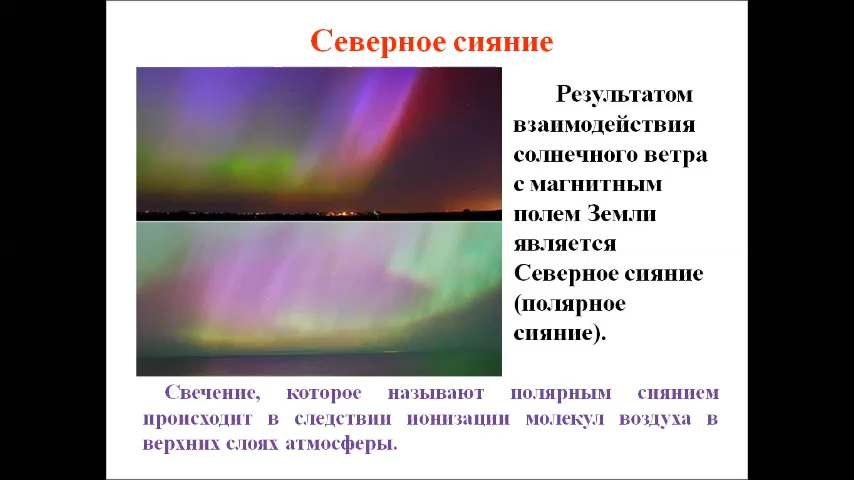 Северное сияние
Результатом
взаимодействия
солнечного ветра
с магнитным
полем Земли
является
Северное сияние
(полярное
сияние).
Свечение, которое называют полярным сиянием
происходит в следствии ионизации молекул воздуха в
верхних слоях атмосферы.